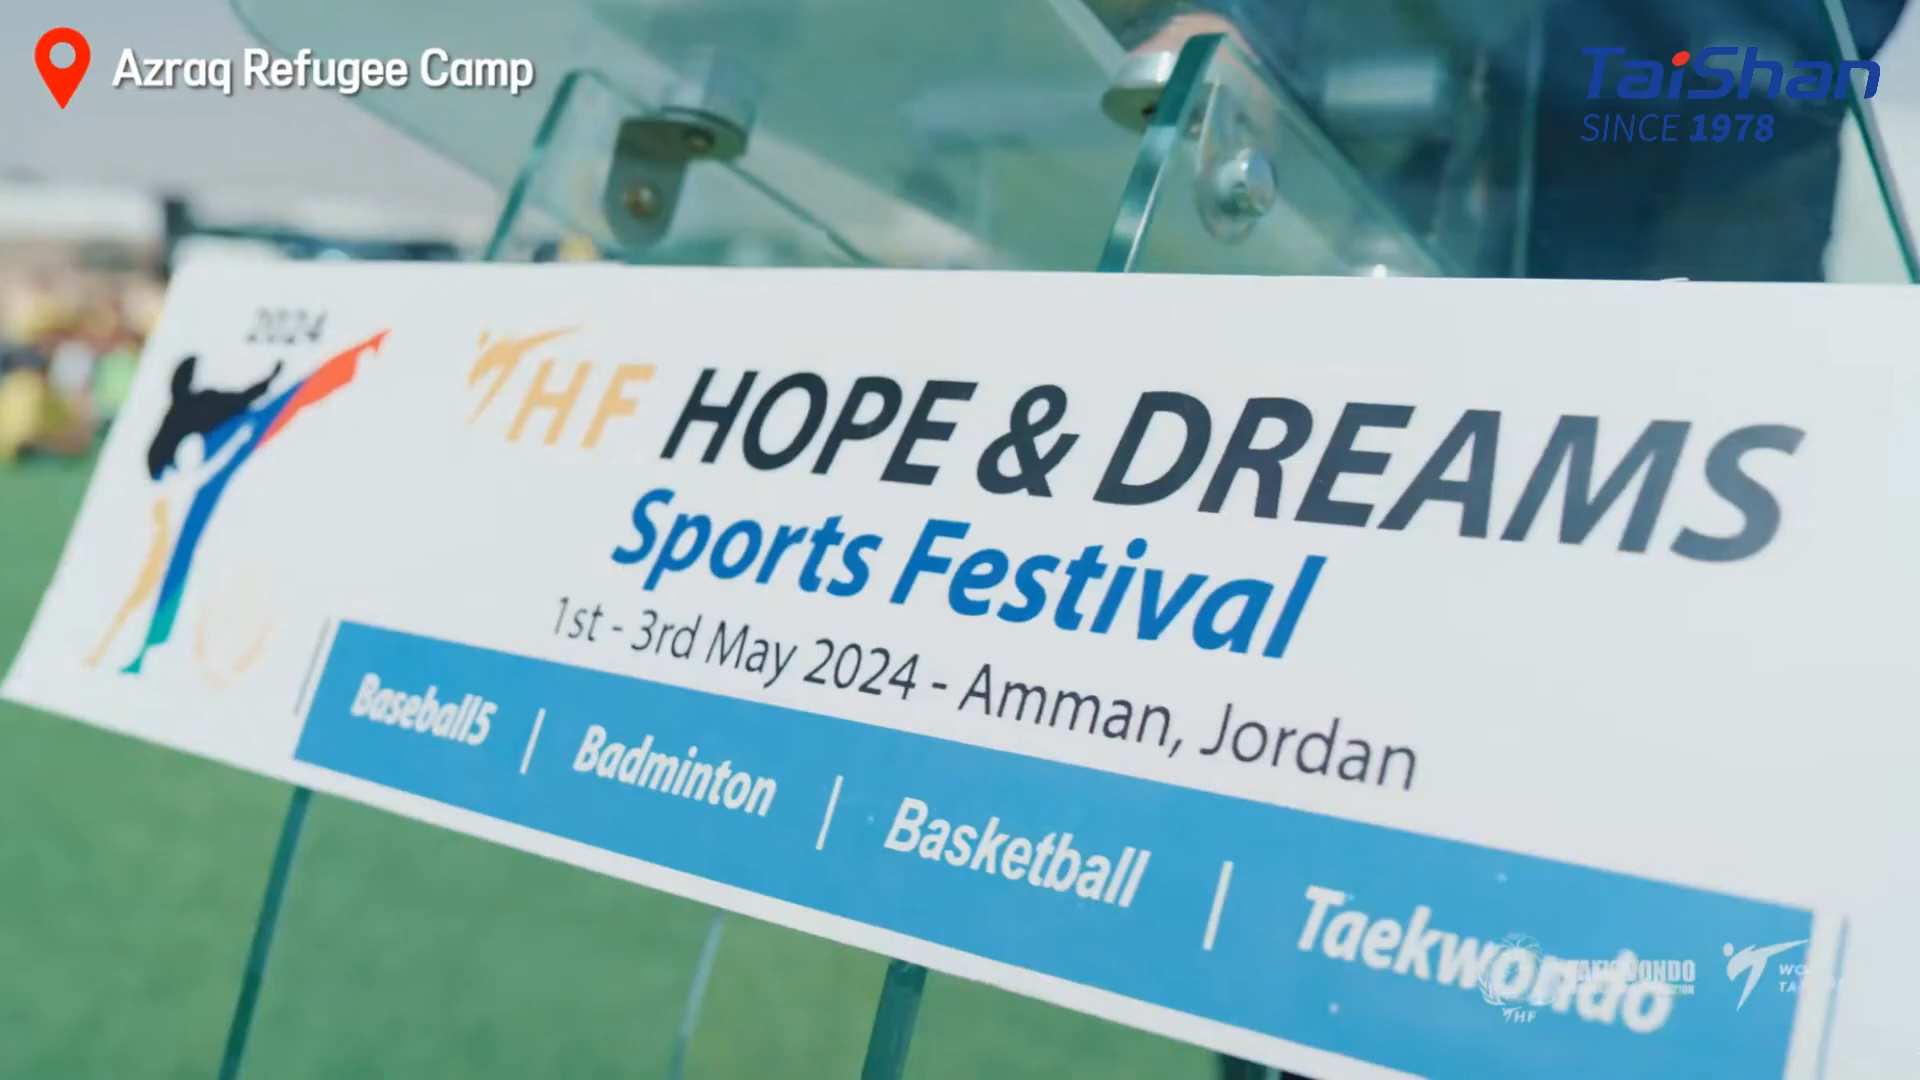 Azraq Refugee Camp
TaiShan
SINCE 1978
2024
THF HOPE & DREAMS
Sports Festival
1st - 3rd May 2024 - Amman, Jordan
Baseball5 | Badminton | Basketball | Taekwondo
THF